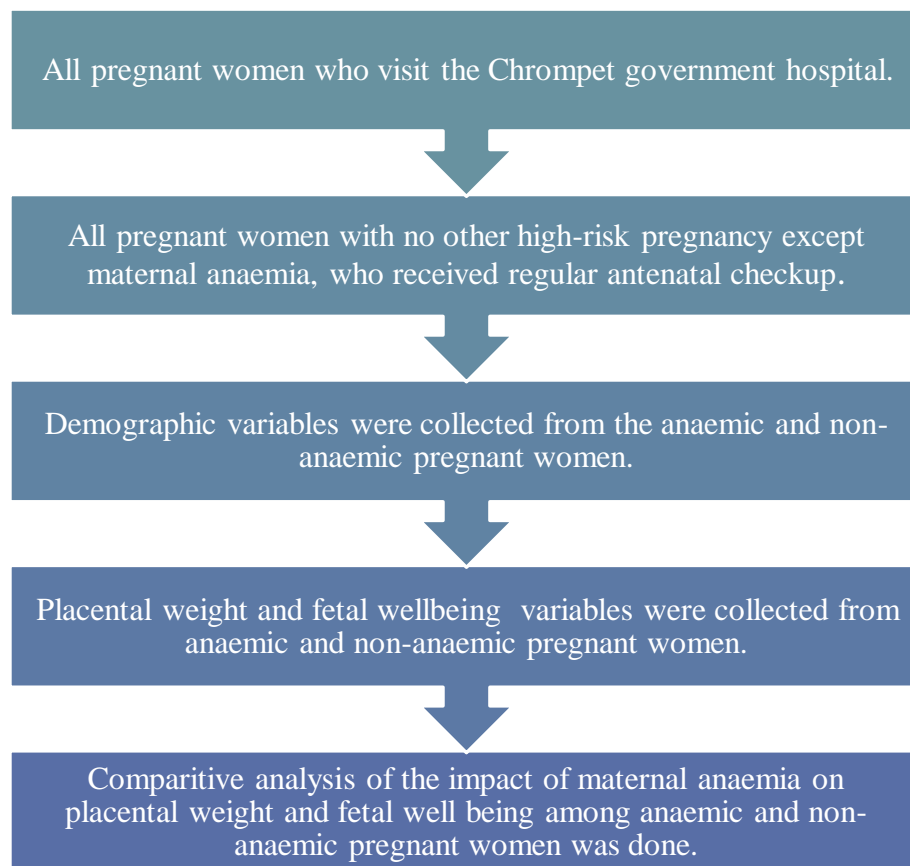 All pregnant women who visit the Chrompet government hospital.
All pregnant women with no other high-risk pregnancy except
maternal anaemia, who received regular antenatal checkup.
Demographic variables were collected from the anaemic and non-
anaemic pregnant women.
Placental weight and fetal wellbeing variables were collected from
anaemic and non-anaemic pregnant women.
Comparitive analysis of the impact of maternal anaemia on
placental weight and fetal well being among anaemic and non-
anaemic pregnant women was done.